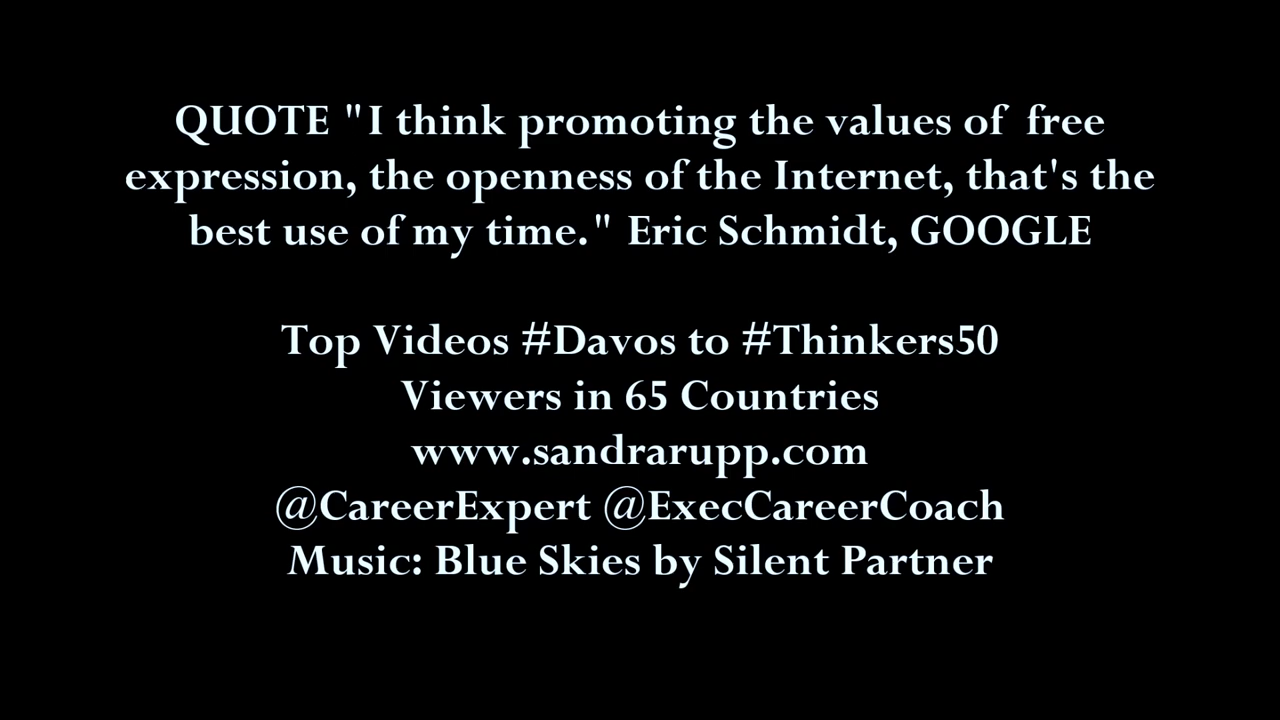 QUOTE "I think promoting the values of free
expression, the openness of the Internet, that's the
best use of my time." Eric Schmidt, GOOGLE
Top Videos #Davos to #Thinkers50
Viewers in 65 Countries
www.sandrarupp.com
@CareerExpert @ExecCareerCoach
Music: Blue Skies by Silent Partner